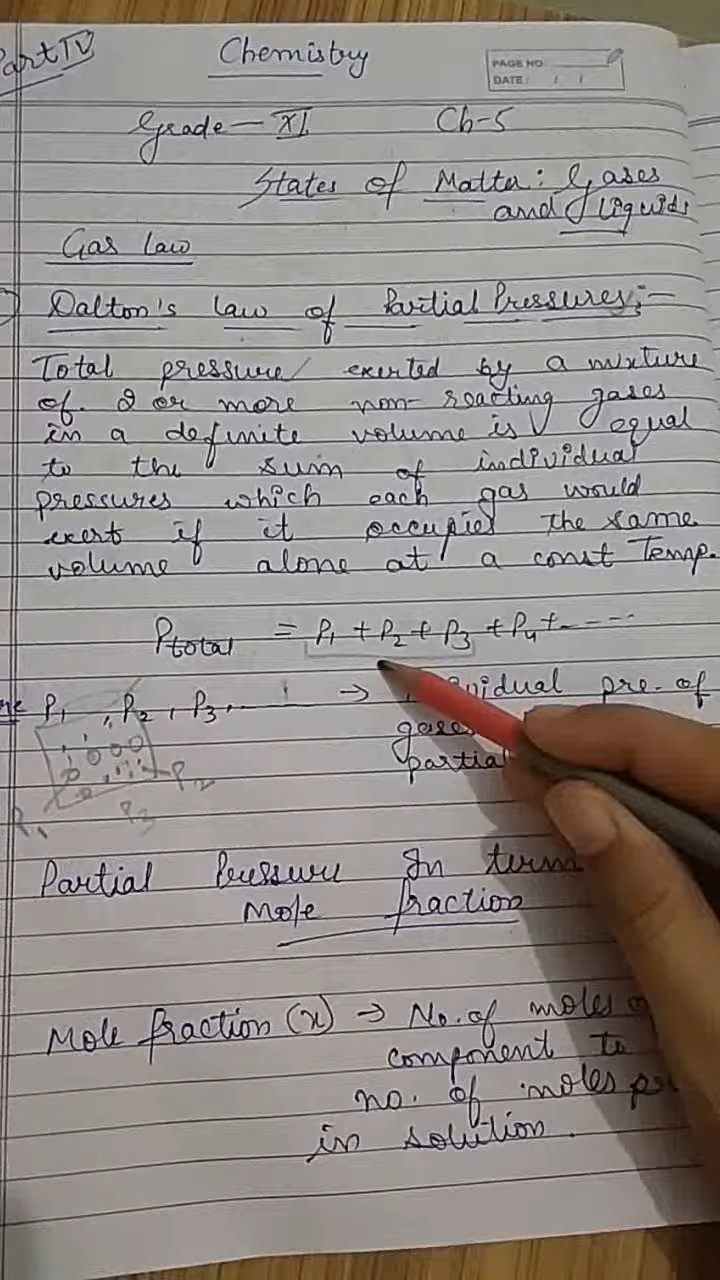 Part IV
Chemistry
PAGE NO.
DATE: / /
Grade - XI Ch-5
States of Matter: Gases
and Liquids
Gas Law
Dalton's Law of Partial Pressures:-
Total pressure exerted by a mixture
of 2 or more non-reacting gases
in a definite volume is equal
to the sum of individual
pressures which each gas would
exert if it occupied the same
volume alone at a const Temp.
Ptotal = P1 + P2 + P3 + P4 + ------
P1, P2, P3, → pre. of
gases
partial
P2
P1
P3
Partial Pressure In term
Mole fraction
Mole fraction (x) → No. of moles
component to
no. of moles
in solution.